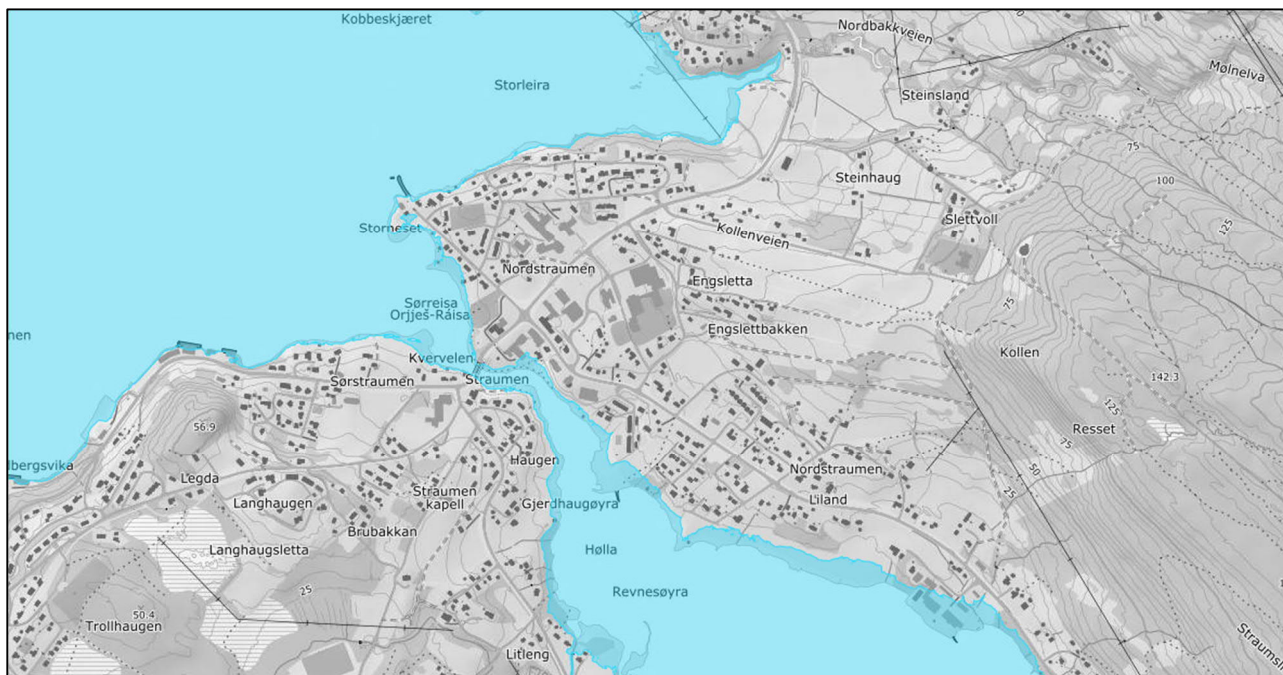 Kobbeskjæret
Nordbakkveien
Mølnelva
Storleira
Steinsland
75
Steinhaug
100
Slettvoll
125
Storneset
Kollenveien
Nordstraumen
Engsletta
Sørreisa
Orjješ-Ráisa
75
Engslettbakken
Kvervelen
Kollen
Sørstraumen
Straumen
142.3
125
56.9
Resset
75
Haugen
Nordstraumen
50
Legda
Langhaugen
Straumen
kapell
Gjerdhaugøyra
Liland
25
Brubakkan
Langhaugsletta
Hølla
25
Revnesøyra
50.4
Trollhaugen
Litleng